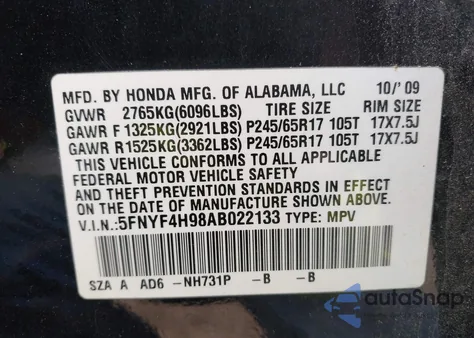 MFD. BY HONDA MFG. OF ALABAMA, LLC 10/'09
GVWR 2765KG(6096LBS) TIRE SIZE RIM SIZE
GAWR F 1325KG(2921LBS) P245/65R17 105T 17X7.5J
GAWR R 1525KG(3362LBS) P245/65R17 105T 17X7.5J
THIS VEHICLE CONFORMS TO ALL APPLICABLE
FEDERAL MOTOR VEHICLE SAFETY
AND THEFT PREVENTION STANDARDS IN EFFECT
ON THE DATE OF MANUFACTURE SHOWN ABOVE.
V.I.N.:5FNYF4H98AB022133 TYPE: MPV
SZA A AD6 -NH731P -B -B
autoSnap